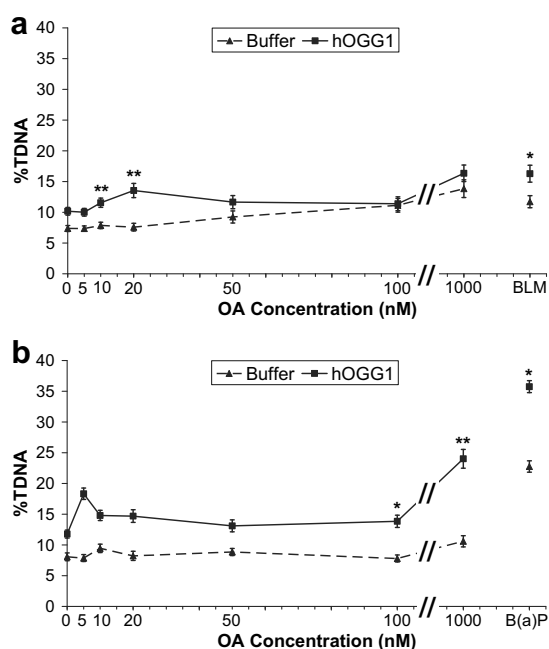 a
Buffer hOGG1
%TDNA
40
35
30
25
20
15
10
5
0
** ** *
0 5 10 20 50 100 // 1000 BLM
OA Concentration (nM)
b
Buffer hOGG1
%TDNA
40
35
30
25
20
15
10
5
0
* ** *
0 5 10 20 50 100 // 1000 B(a)P
OA Concentration (nM)